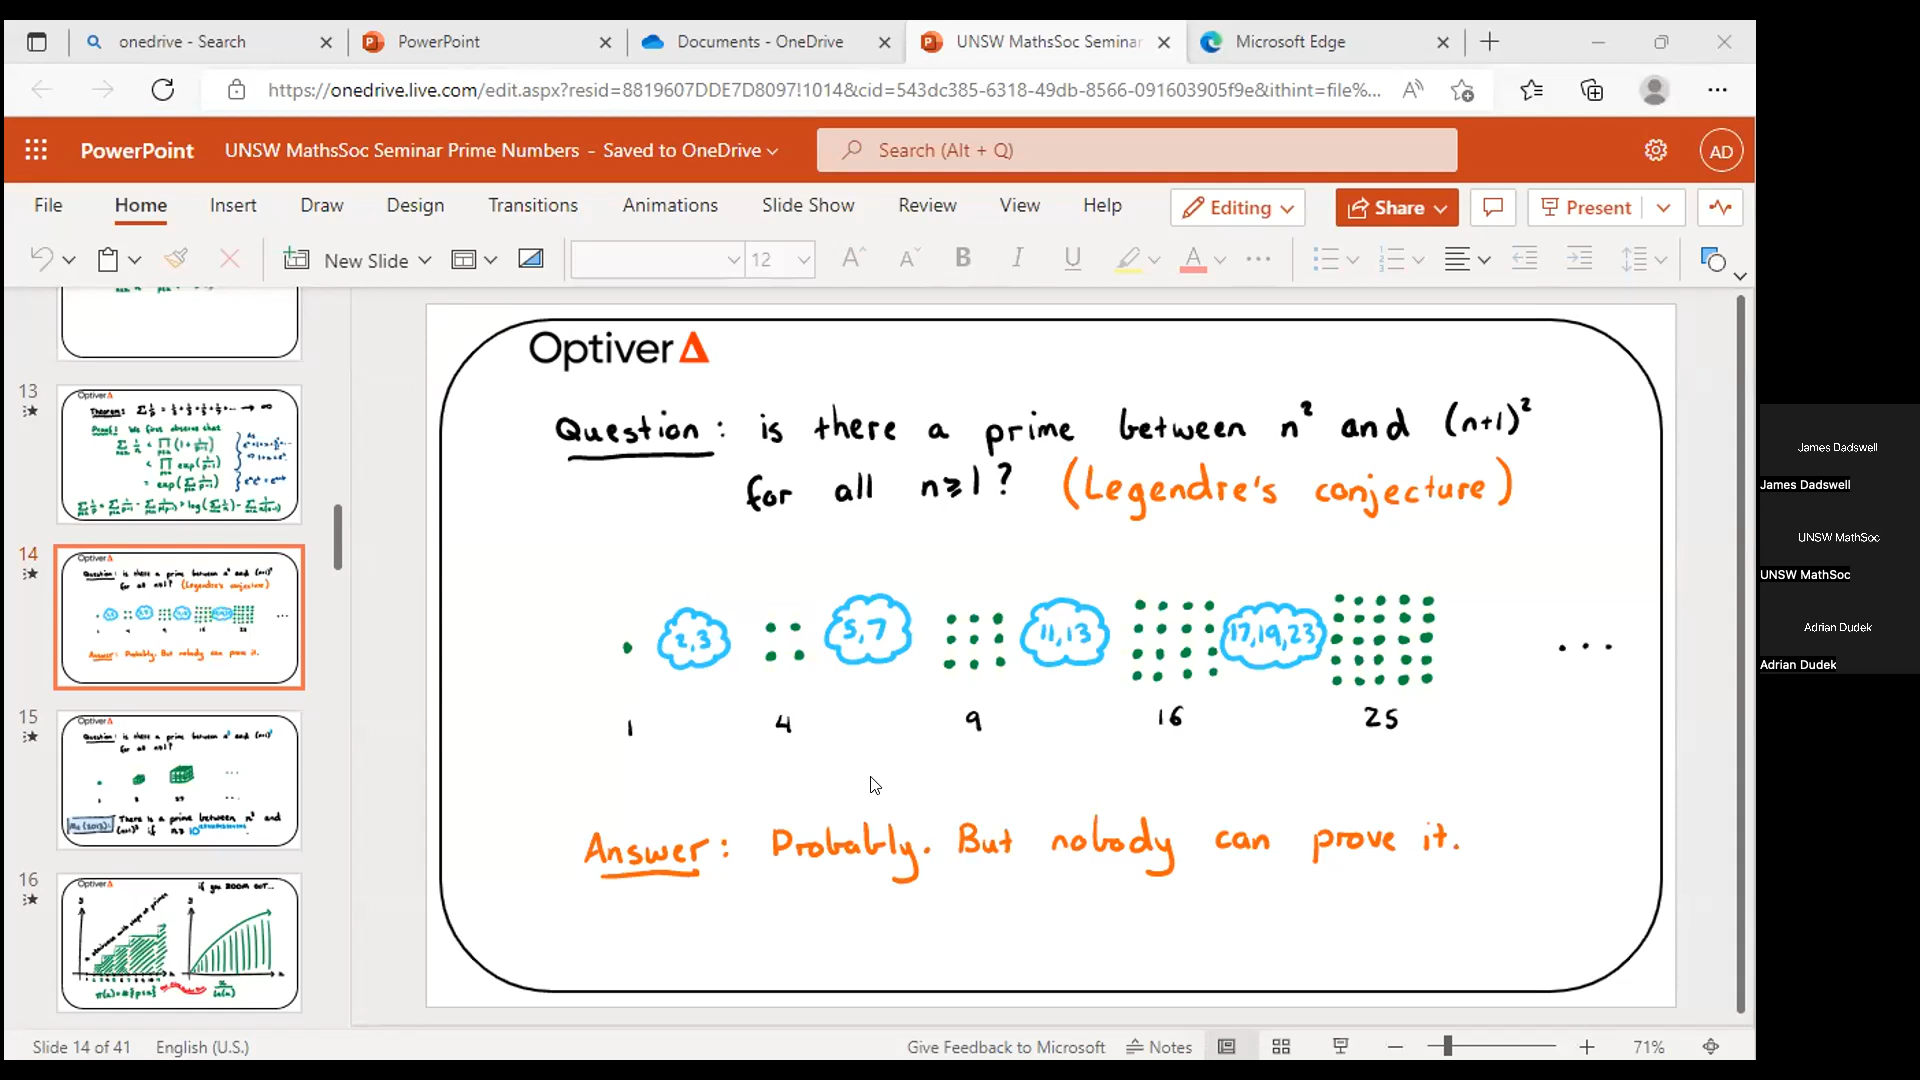 onedrive - Search
PowerPoint
Documents - OneDrive
UNSW MathsSoc Seminar
Microsoft Edge
https://onedrive.live.com/edit.aspx?resid=8819607DDE7D8097!1014&cid=543dc385-6318-49db-8566-091603905f9e&ithint=file%...
PowerPoint
UNSW MathsSoc Seminar Prime Numbers - Saved to OneDrive
Search (Alt + Q)
AD
File
Home
Insert
Draw
Design
Transitions
Animations
Slide Show
Review
View
Help
Editing
Share
Present
New Slide
12
13
14
15
16
Optiver
Question: is there a prime between n² and (n+1)²
for all n≥1? (Legendre's conjecture)
2,3
5,7
11,13
17,19,23
...
1
4
9
16
25
Answer: Probably. But nobody can prove it.
James Dadswell
James Dadswell
UNSW MathSoc
UNSW MathSoc
Adrian Dudek
Adrian Dudek
Slide 14 of 41
English (U.S.)
Give Feedback to Microsoft
Notes
71%